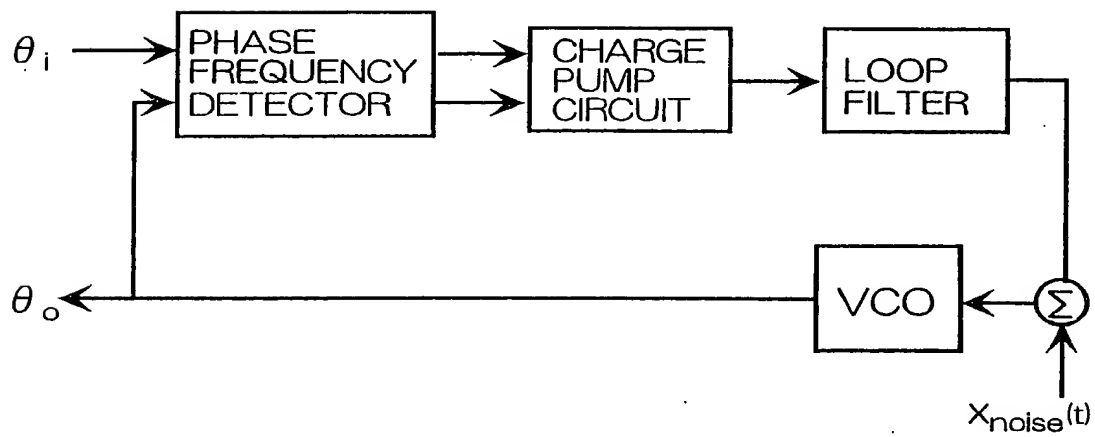 θi
PHASE
FREQUENCY
DETECTOR
CHARGE
PUMP
CIRCUIT
LOOP
FILTER
θo
VCO
Σ
Xnoise(t)